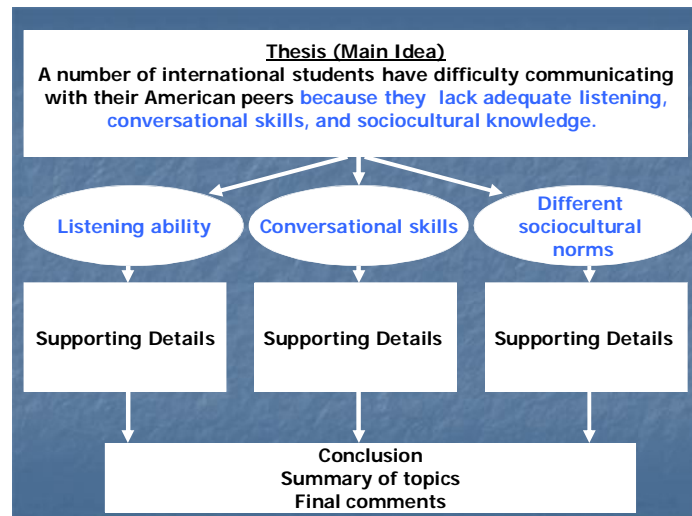 Thesis (Main Idea)
A number of international students have difficulty communicating
with their American peers because they lack adequate listening,
conversational skills, and sociocultural knowledge.
Listening ability
Conversational skills
Different
sociocultural
norms
Supporting Details
Supporting Details
Supporting Details
Conclusion
Summary of topics
Final comments